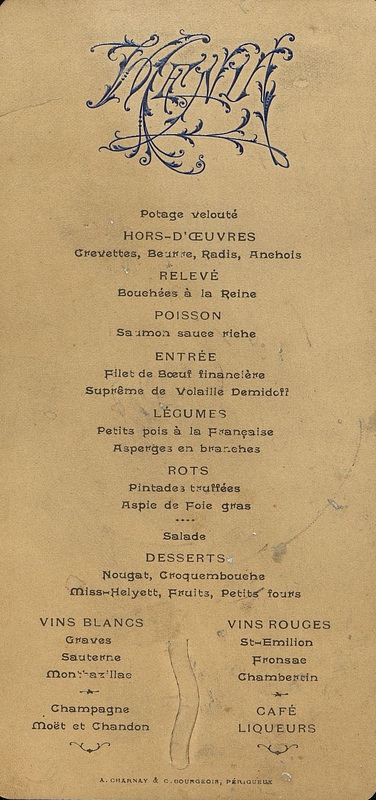 Menu
Potage velouté
HORS-D'ŒUVRES
Crevettes, Beurre, Radis, Anchois
RELEVÉ
Bouchées à la Reine
POISSON
Saumon sauce riche
ENTRÉE
Filet de Bœuf financière
Suprême de Volaille Demidoff
LÉGUMES
Petits pois à la Française
Asperges en branches
ROTS
Pintades truffées
Aspic de Foie gras
Salade
DESSERTS
Nougat, Croquembouche
Miss-Helyett, Fruits, Petits fours
VINS BLANCS
Graves
Sauterne
Montbazillac
Champagne
Moët et Chandon
VINS ROUGES
St-Emilion
Fronsac
Chambertin
CAFÉ
LIQUEURS
A. CHARNAY & C. BOURGEOIS, PÉRIGUEUX